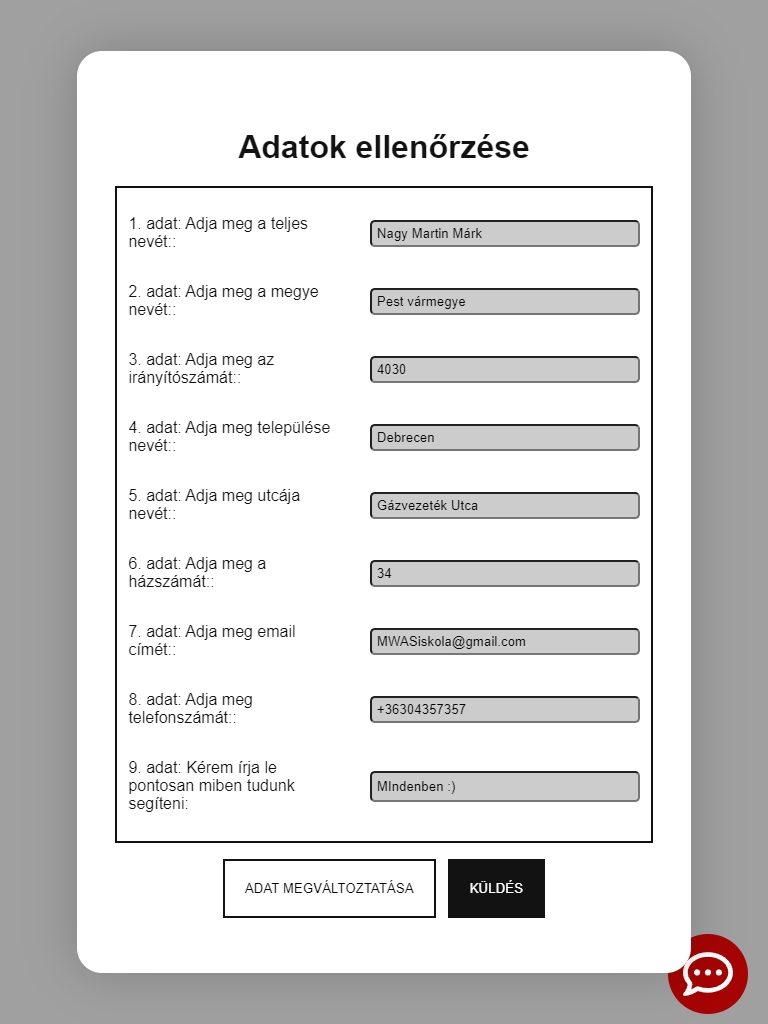 Adatok ellenőrzése
1. adat: Adja meg a teljes
nevét::
Nagy Martin Márk
2. adat: Adja meg a megye
nevét::
Pest vármegye
3. adat: Adja meg az
irányítószámát::
4030
4. adat: Adja meg települése
nevét::
Debrecen
5. adat: Adja meg utcája
nevét::
Gázvezeték Utca
6. adat: Adja meg a
házszámát::
34
7. adat: Adja meg email
címét::
MWASiskola@gmail.com
8. adat: Adja meg
telefonszámát::
+36304357357
9. adat: Kérem írja le
pontosan miben tudunk
segíteni:
MIndenben :)
ADAT MEGVÁLTOZTATÁSA
KÜLDÉS